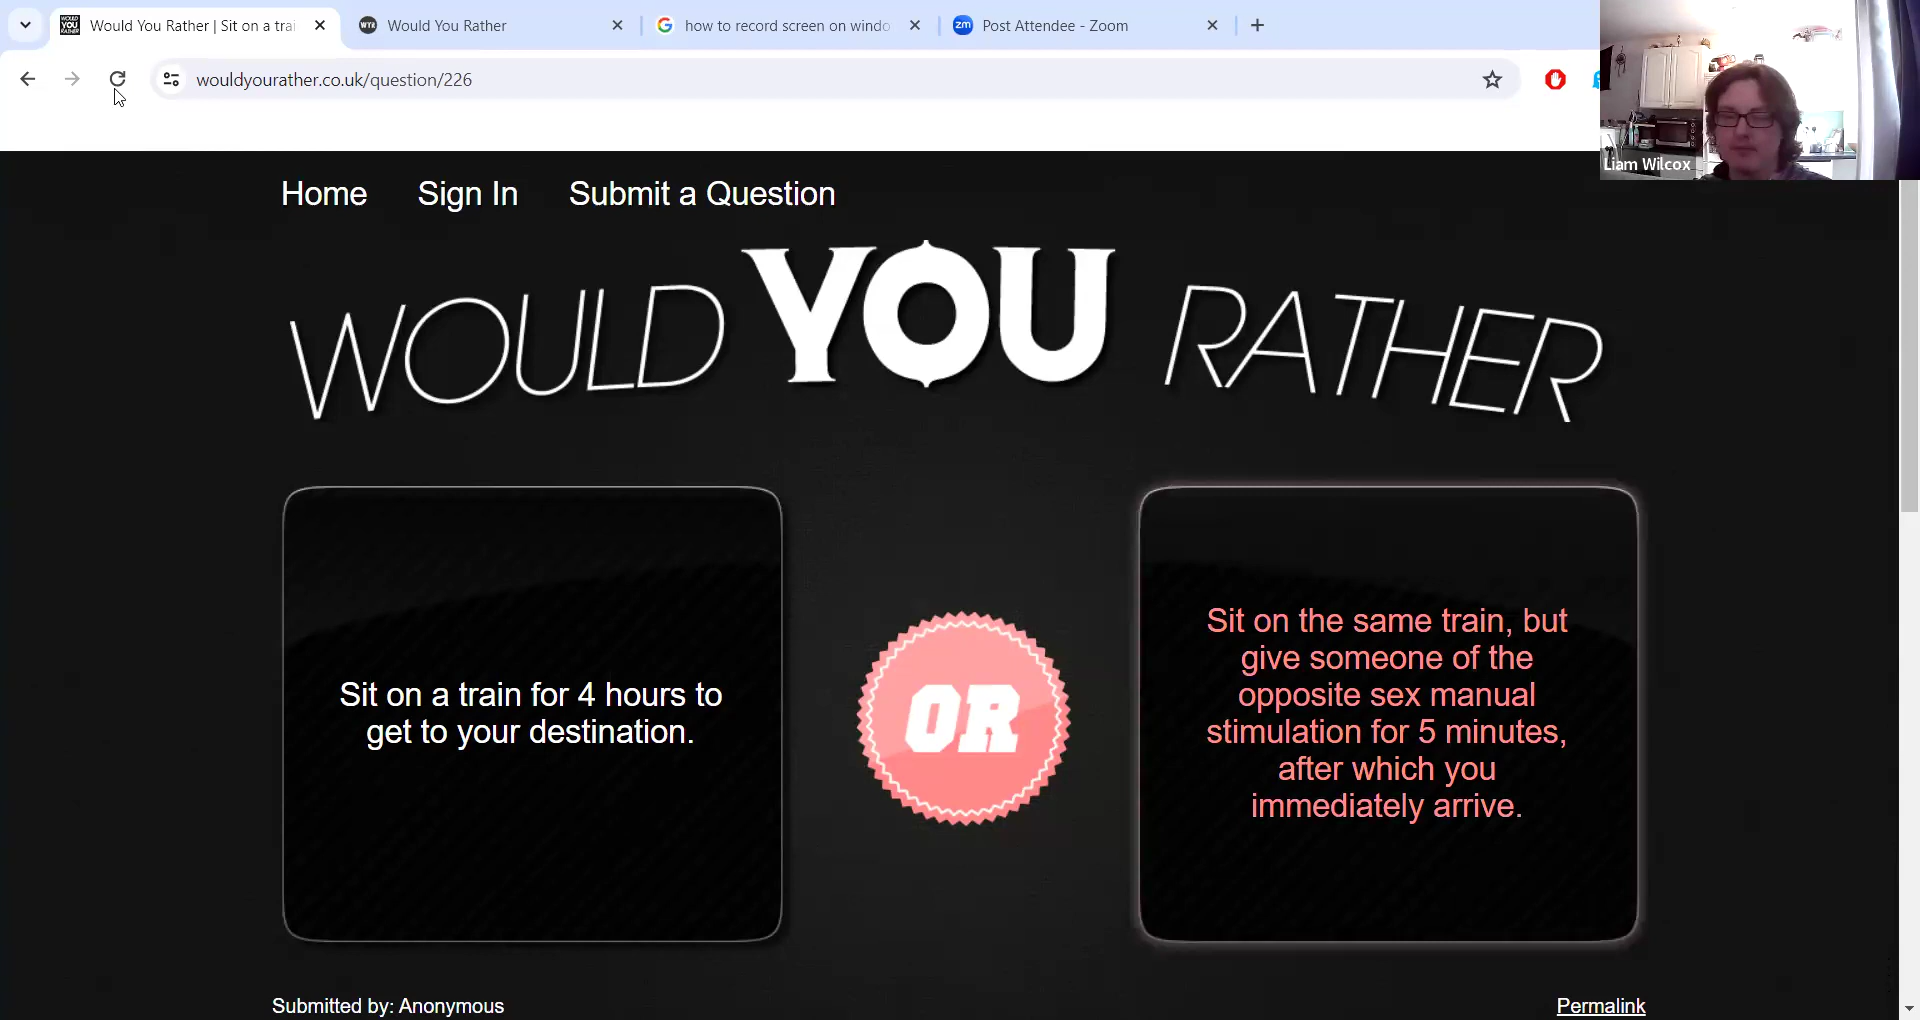 Would You Rather | Sit on a trai
Would You Rather
how to record screen on windo
Post Attendee - Zoom
wouldyourather.co.uk/question/226
Liam Wilcox
Home
Sign In
Submit a Question
WOULD YOU RATHER
Sit on a train for 4 hours to
get to your destination.
OR
Sit on the same train, but
give someone of the
opposite sex manual
stimulation for 5 minutes,
after which you
immediately arrive.
Submitted by: Anonymous
Permalink